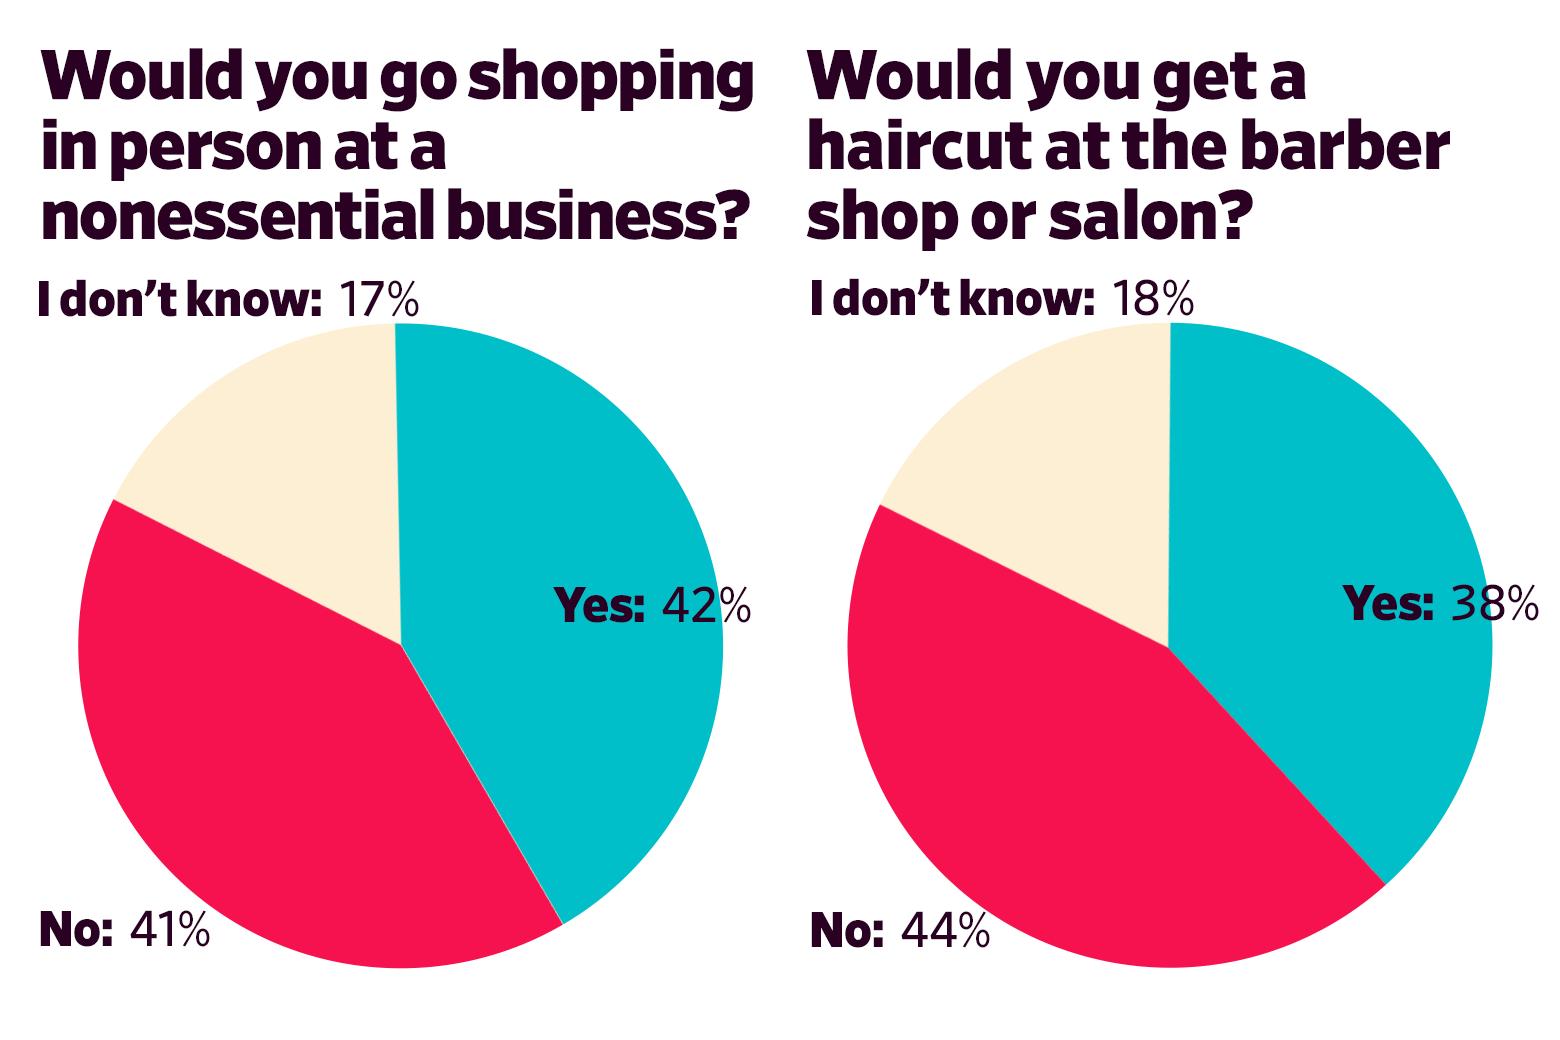 Would you go shopping
in person at a
nonessential business?
I don’t know: 17%
Yes: 42%
No: 41%
Would you get a
haircut at the barber
shop or salon?
I don’t know: 18%
Yes: 38%
No: 44%